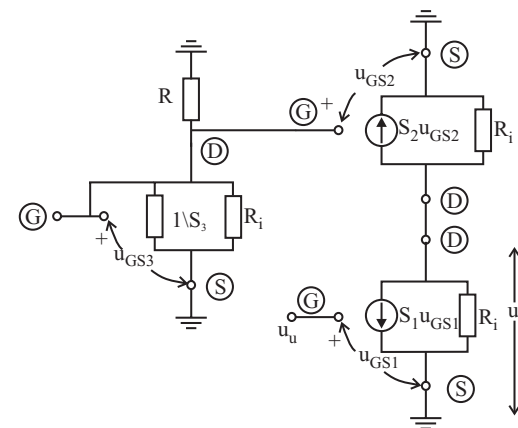 S
u_GS2
R
G +
S_2u_GS2
R_i
D
D
G
1\S_3
R_i
+
u_GS3
D
S
G
S_1u_GS1
R_i
u_u
+
u_GS1
S
u